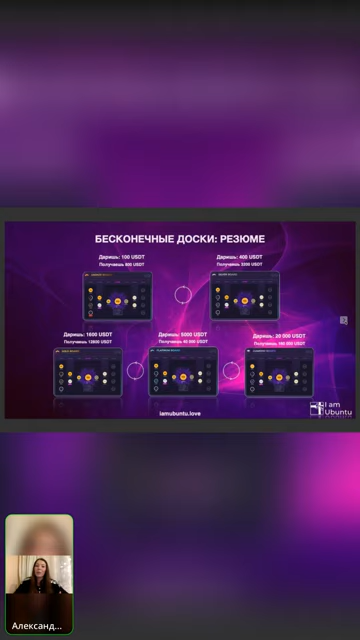 БЕСКОНЕЧНЫЕ ДОСКИ: РЕЗЮМЕ
Даришь: 100 USDT
Получаешь 800 USDT
Даришь: 400 USDT
Получаешь 3200 USDT
Даришь: 1600 USDT
Получаешь 12800 USDT
Даришь: 5000 USDT
Получаешь 40 000 USDT
Даришь: 20 000 USDT
Получаешь 160 000 USDT
iamubuntu.love
I am
Ubuntu
Александ...